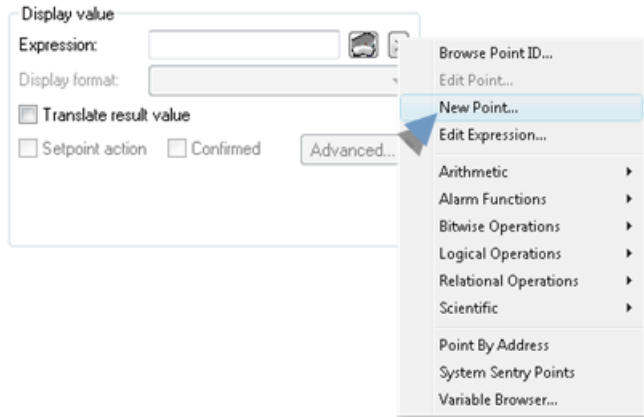 Display value
Expression:
Display format:
Translate result value
Setpoint action Confirmed Advanced...
Browse Point ID...
Edit Point...
New Point...
Edit Expression...
Arithmetic
Alarm Functions
Bitwise Operations
Logical Operations
Relational Operations
Scientific
Point By Address
System Sentry Points
Variable Browser...